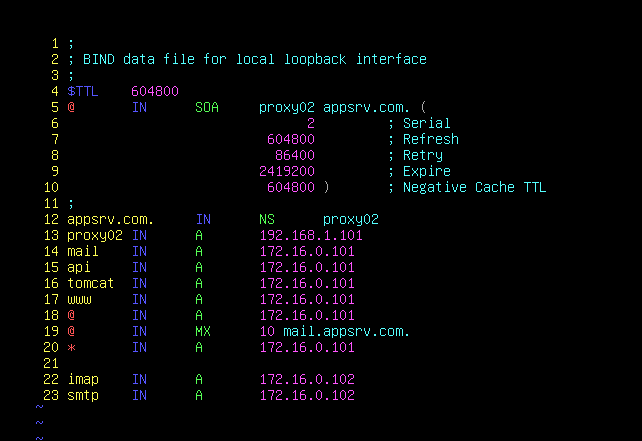 1 ;
2 ; BIND data file for local loopback interface
3 ;
4 $TTL 604800
5 @ IN SOA proxy02 appsrv.com. (
6 2 ; Serial
7 604800 ; Refresh
8 86400 ; Retry
9 2419200 ; Expire
10 604800 ) ; Negative Cache TTL
11 ;
12 appsrv.com. IN NS proxy02
13 proxy02 IN A 192.168.1.101
14 mail IN A 172.16.0.101
15 api IN A 172.16.0.101
16 tomcat IN A 172.16.0.101
17 www IN A 172.16.0.101
18 @ IN A 172.16.0.101
19 @ IN MX 10 mail.appsrv.com.
20 * IN A 172.16.0.101
21
22 imap IN A 172.16.0.102
23 smtp IN A 172.16.0.102
~
~
~